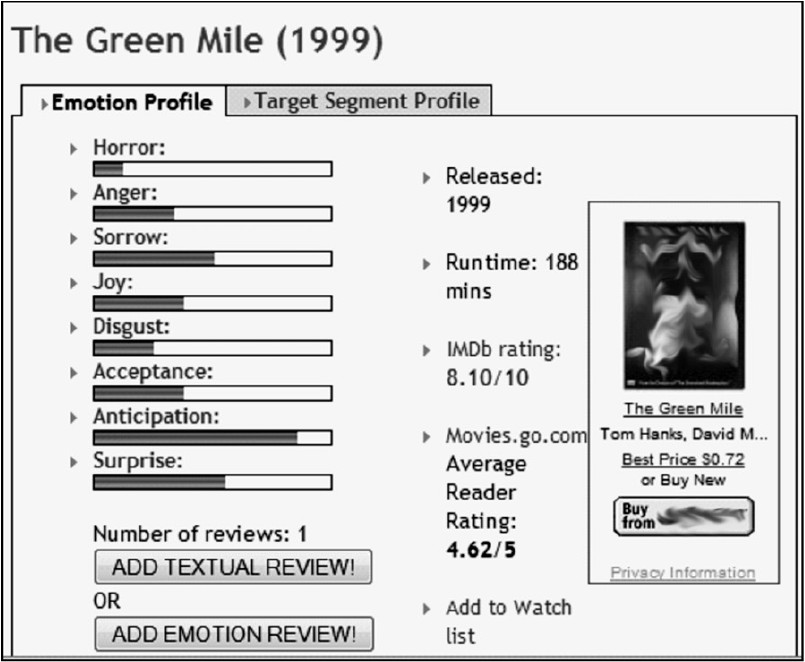 The Green Mile (1999)
Emotion Profile
Target Segment Profile
Horror:
Anger:
Sorrow:
Joy:
Disgust:
Acceptance:
Anticipation:
Surprise:
Number of reviews: 1
ADD TEXTUAL REVIEW!
OR
ADD EMOTION REVIEW!
Released:
1999
Runtime: 188
mins
IMDb rating:
8.10/10
Movies.go.com
Average
Reader
Rating:
4.62/5
Add to Watch
list
The Green Mile
Tom Hanks, David M...
Best Price $0.72
or Buy New
Buy
from
Privacy Information